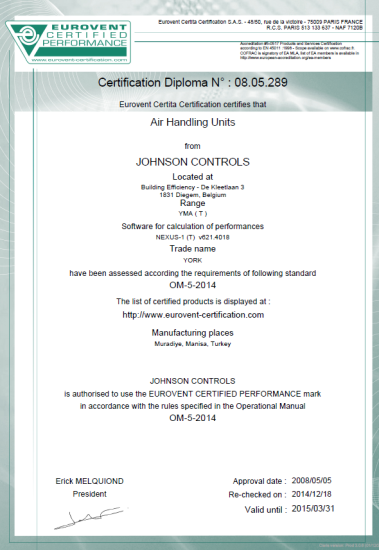 EUROVENT
CERTIFIED
PERFORMANCE
www.eurovent-certification.com
Eurovent Certita Certification S.A.S. - 48/50, rue de la victoire - 75009 PARIS FRANCE
R.C.S. PARIS 513 133 637 - NAF 7120B
Accreditation #5-0517 Products and Services Certification
according to EN 45011 : 1998 - Scope available on www.cofrac.fr.
COFRAC is signatory of EA MLA, list of EA members is available in
http://www.european-accreditation.org/ea-members
Certification Diploma N° : 08.05.289
Eurovent Certita Certification certifies that
Air Handling Units
from
JOHNSON CONTROLS
Located at
Building Efficiency - De Kleetlaan 3
1831 Diegem, Belgium
Range
YMA ( T )
Software for calculation of performances
NEXUS-1 (T) v621.4018
Trade name
YORK
have been assessed according the requirements of following standard
OM-5-2014
The list of certified products is displayed at :
http://www.eurovent-certification.com
Manufacturing places
Muradiye, Manisa, Turkey
JOHNSON CONTROLS
is authorised to use the EUROVENT CERTIFIED PERFORMANCE mark
in accordance with the rules specified in the Operational Manual
OM-5-2014
Erick MELQUIOND
President
Approval date : 2008/05/05
Re-checked on : 2014/12/18
Valid until : 2015/03/31